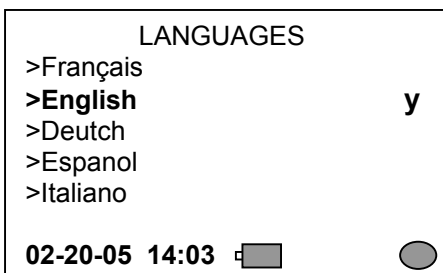 LANGUAGES
>Français
>English y
>Deutch
>Espanol
>Italiano
02-20-05 14:03